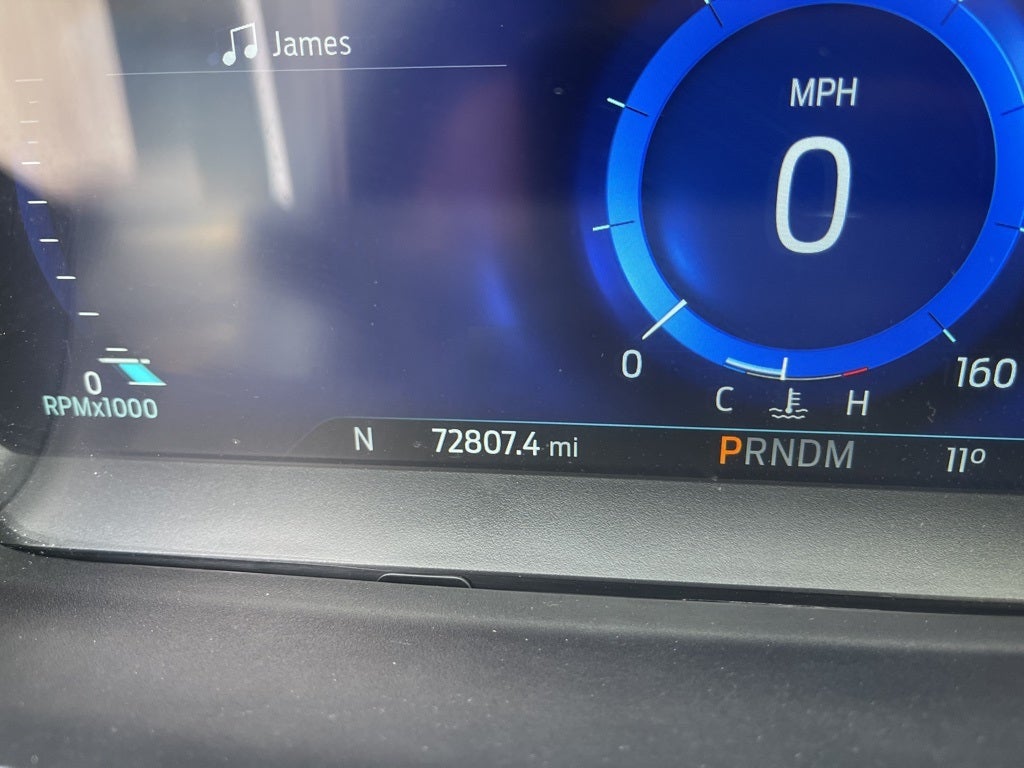 James
MPH
0
0
160
C H
0
RPMx1000
N 72807.4 mi PRNDM 11°